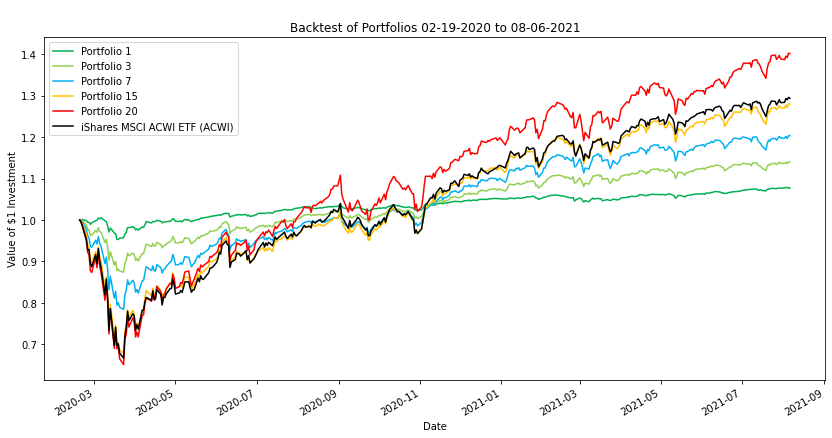 Backtest of Portfolios 02-19-2020 to 08-06-2021
Portfolio 1
Portfolio 3
Portfolio 7
Portfolio 15
Portfolio 20
iShares MSCI ACWI ETF (ACWI)
Value of $1 Investment
1.4
1.3
1.2
1.1
1.0
0.9
0.8
0.7
2020-03
2020-05
2020-07
2020-09
2020-11
2021-01
2021-03
2021-05
2021-07
2021-09
Date